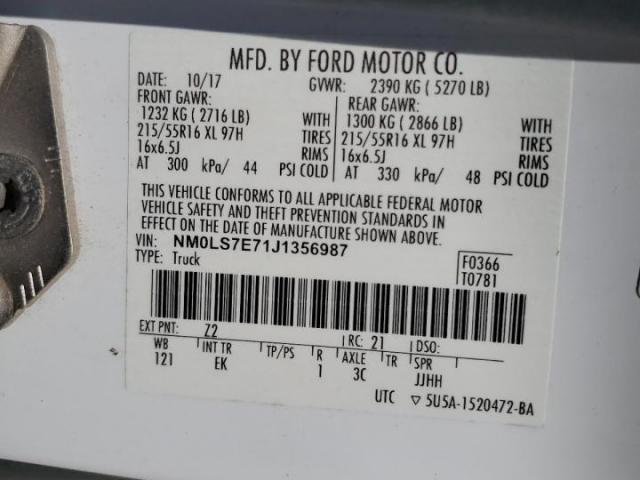 MFD. BY FORD MOTOR CO.
DATE: 10/17 GVWR: 2390 KG ( 5270 LB)
FRONT GAWR: REAR GAWR:
1232 KG ( 2716 LB) WITH 1300 KG ( 2866 LB) WITH
215/55R16 XL 97H TIRES 215/55R16 XL 97H TIRES
16x6.5J RIMS 16x6.5J RIMS
AT 300 kPa/ 44 PSI COLD AT 330 kPa/ 48 PSI COLD
THIS VEHICLE CONFORMS TO ALL APPLICABLE FEDERAL MOTOR
VEHICLE SAFETY AND THEFT PREVENTION STANDARDS IN
EFFECT ON THE DATE OF MANUFACTURE SHOWN ABOVE.
VIN: NM0LS7E71J1356987 F0366
TYPE: Truck T0781
EXT PNT: Z2 RC: 21 DSO:
WB INT TR TP/PS R AXLE TR SPR
121 EK 1 3C JJHH
UTC ▽ 5U5A-1520472-BA